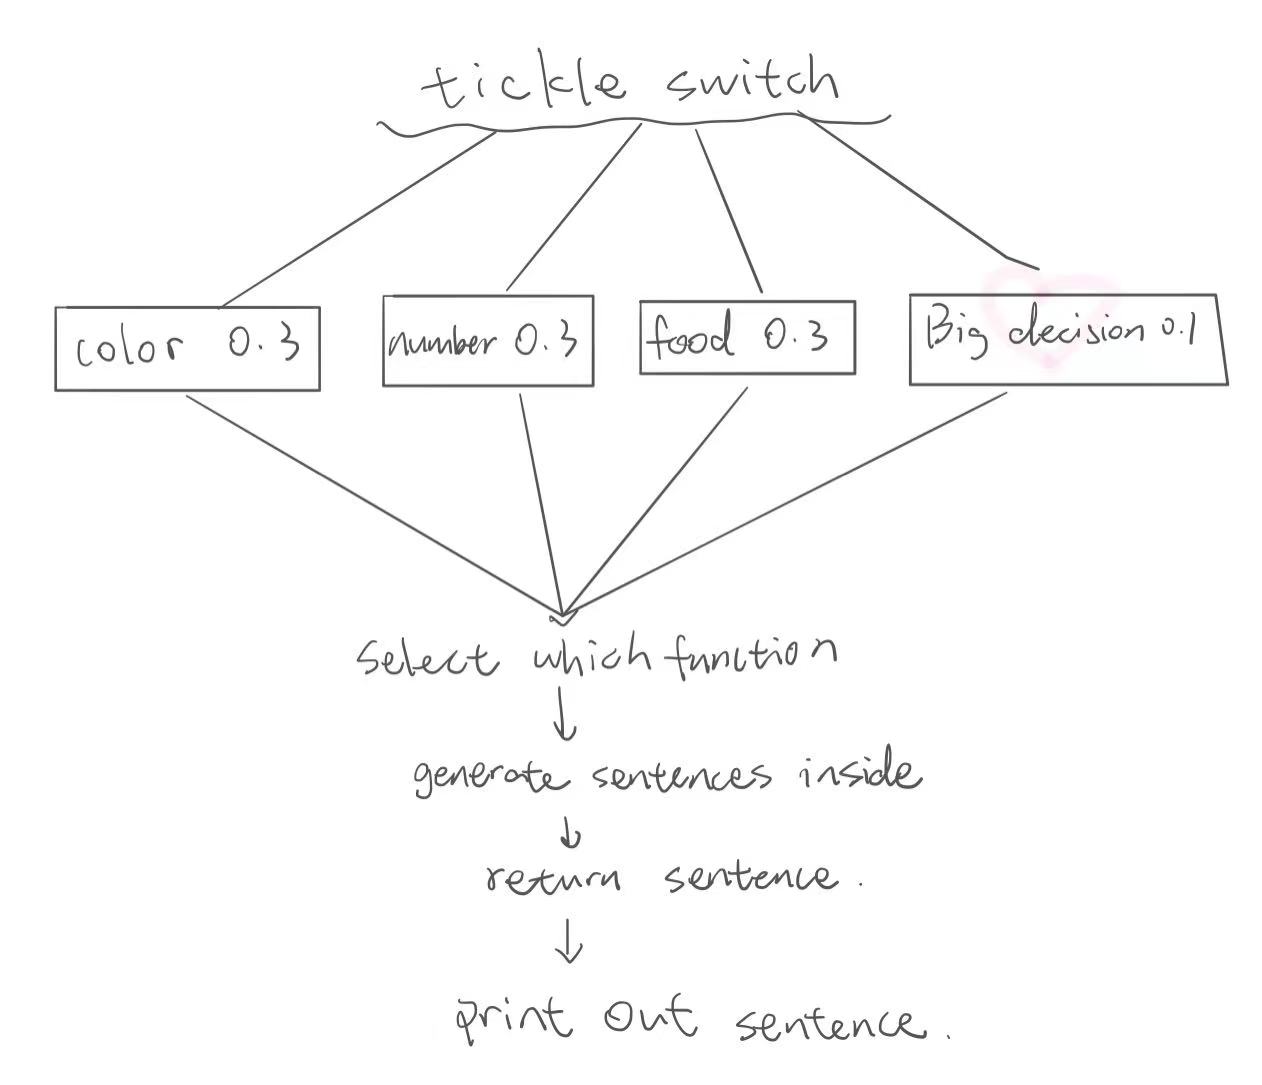 tickle switch
color 0.3
number 0.3
food 0.3
Big decision 0.1
select which function
generate sentences inside
return sentence.
print out sentence.